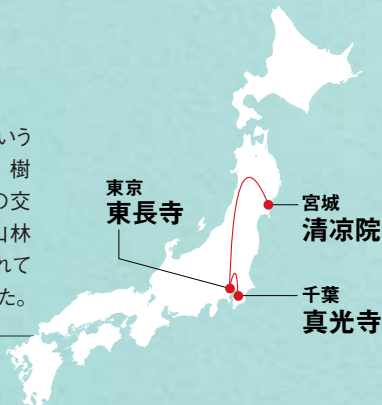 いう
樹
の交
山林
れて
た。
東京
東長寺
宮城
清凉院
千葉
真光寺